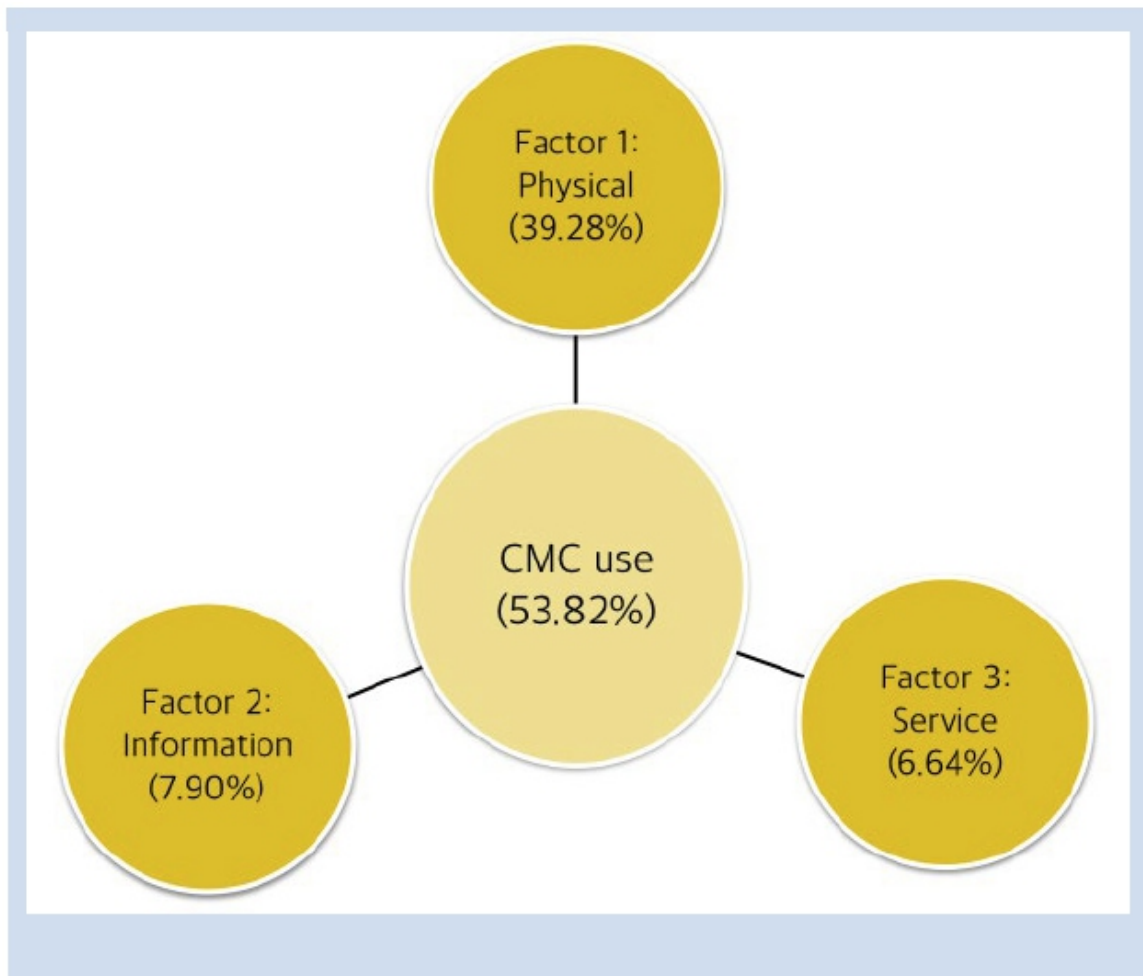 Factor 1:
Physical
(39.28%)
CMC use
(53.82%)
Factor 2:
Information
(7.90%)
Factor 3:
Service
(6.64%)